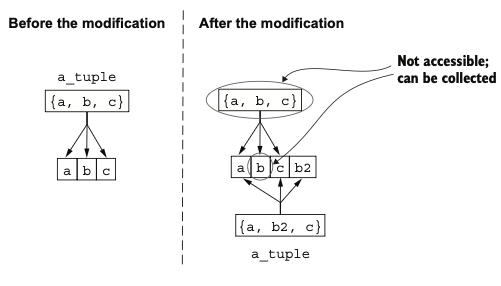 Before the modification
After the modification
Not accessible;
can be collected
a_tuple
{a, b, c}
a b c
{a, b, c}
a b c b2
{a, b2, c}
a_tuple